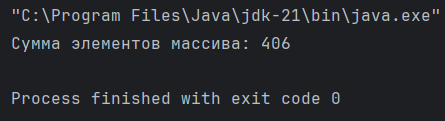 "C:\Program Files\Java\jdk-21\bin\java.exe"
Сумма элементов массива: 406
Process finished with exit code 0